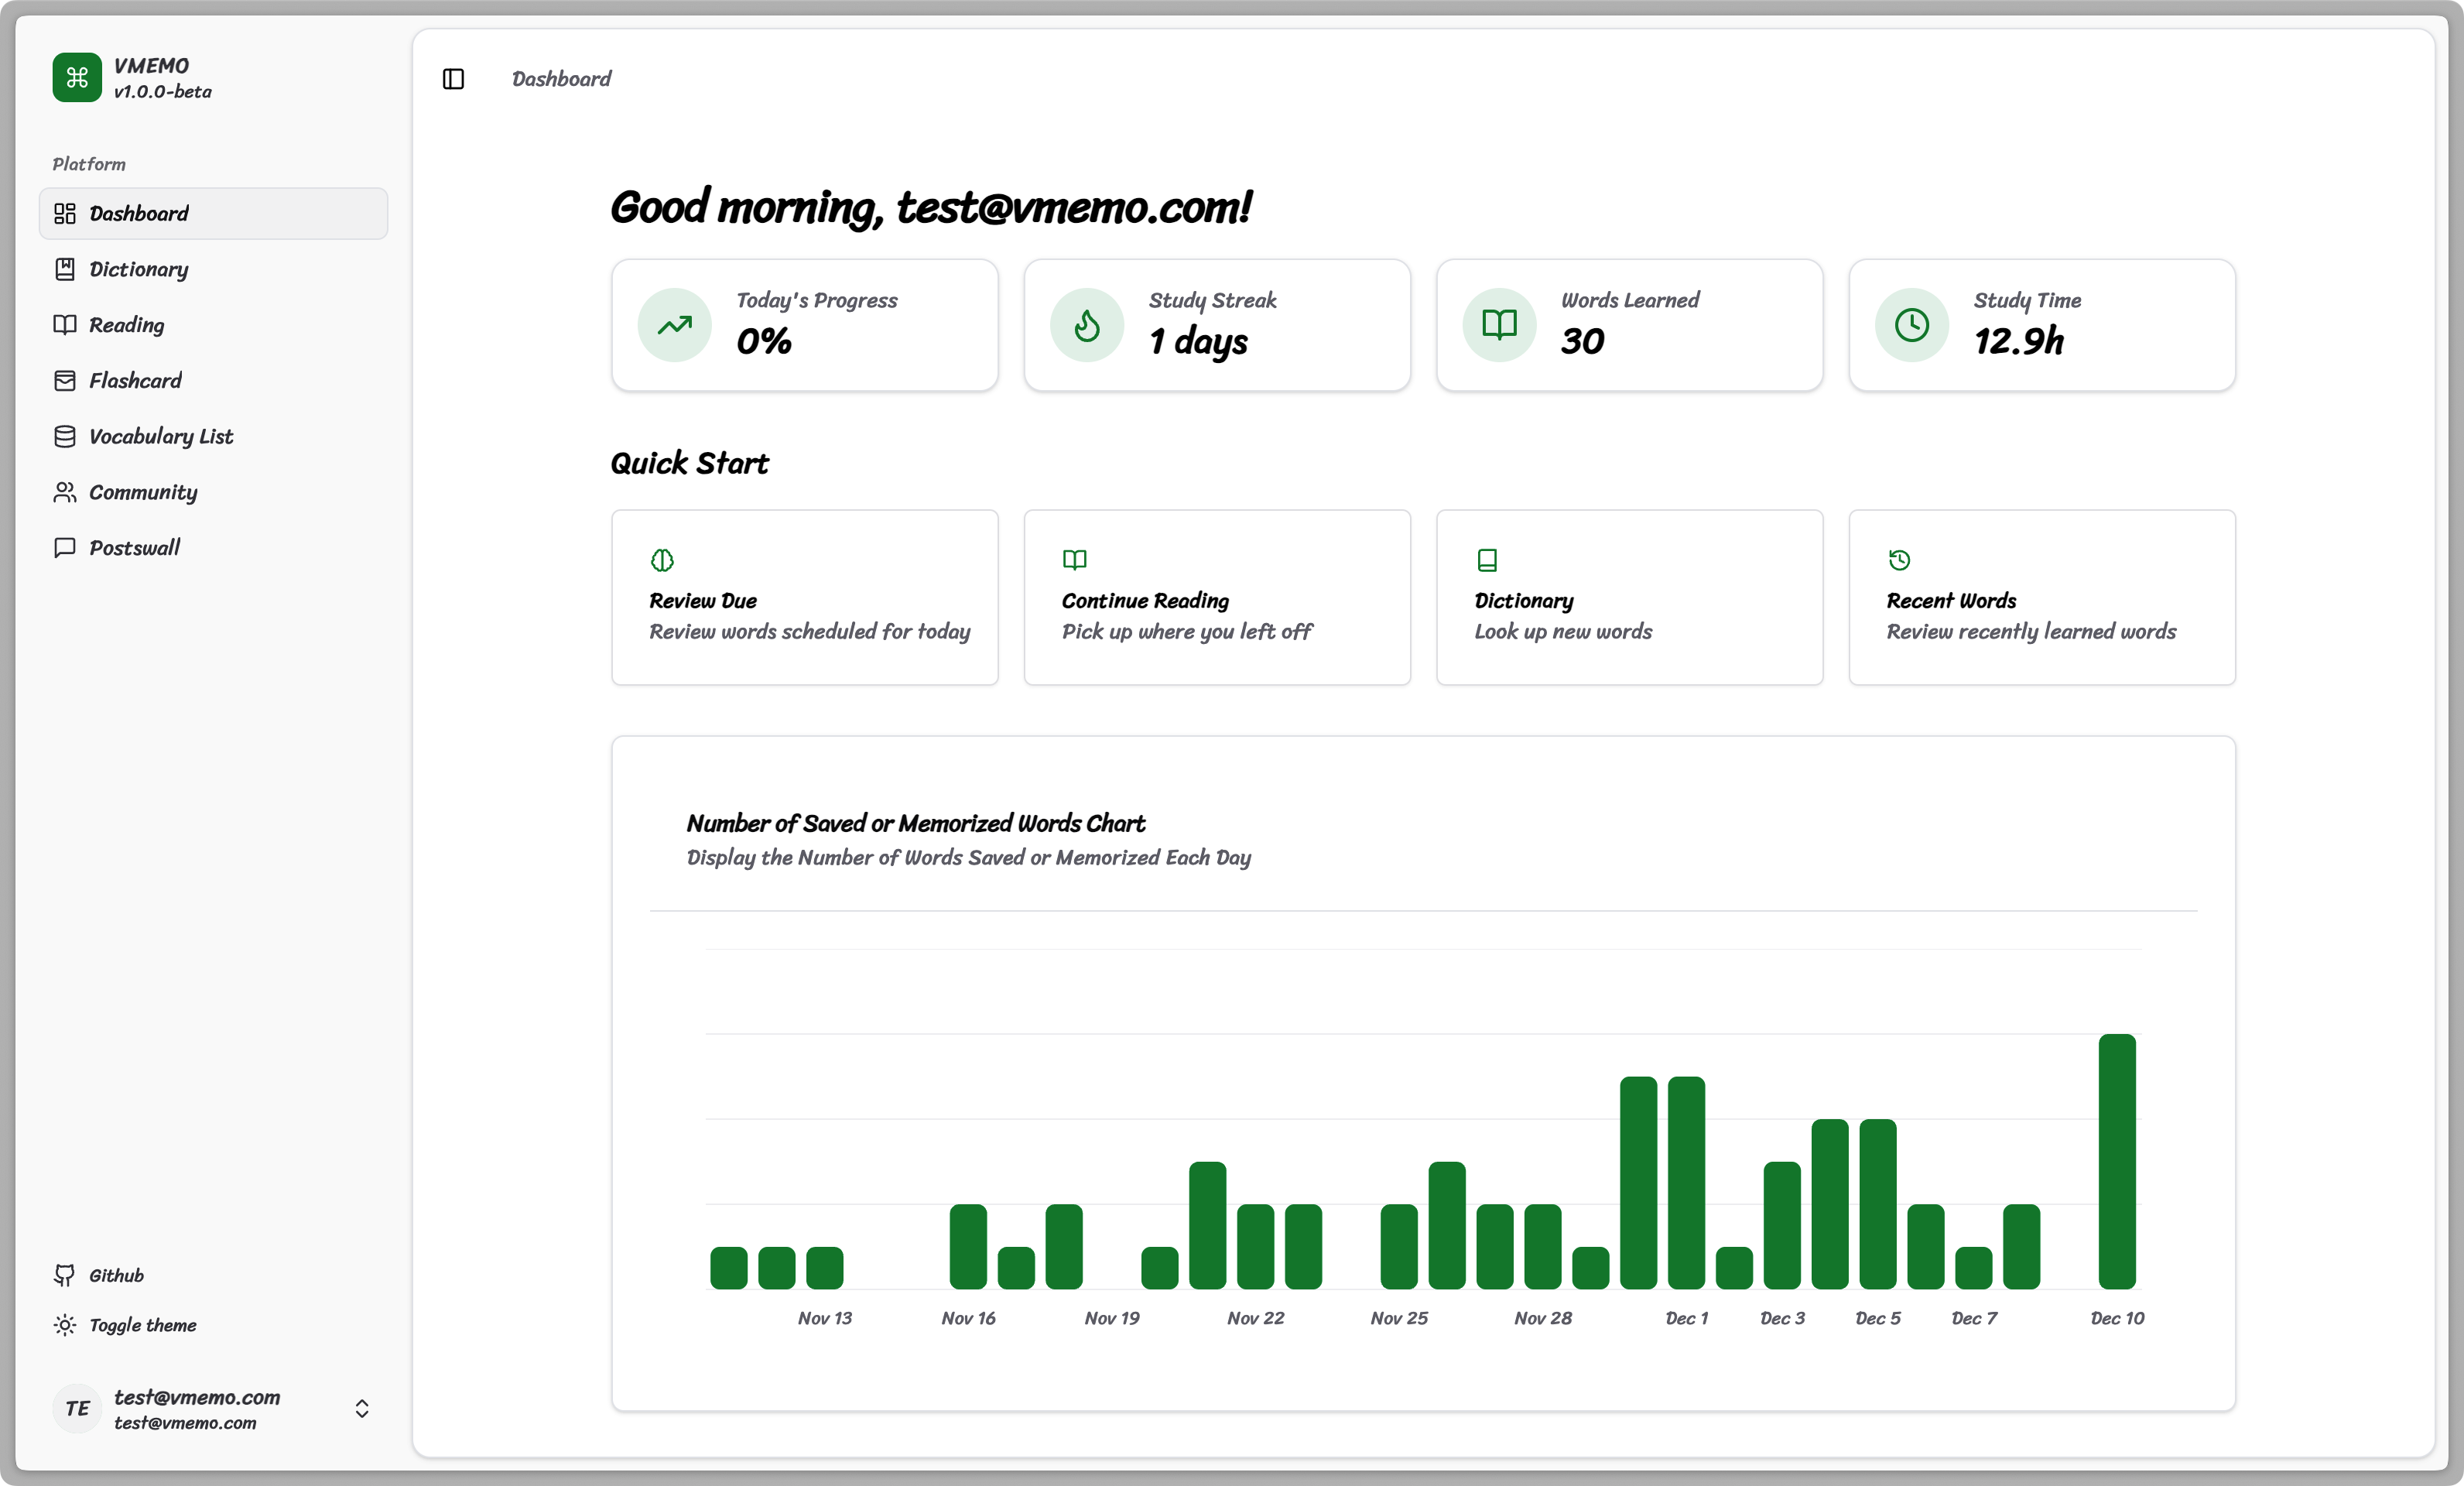 VMEMO
v1.0.0-beta
Platform
Dashboard
Dictionary
Reading
Flashcard
Vocabulary List
Community
Postswall
Github
Toggle theme
TE
test@vmemo.com
test@vmemo.com
Dashboard
Good morning, test@vmemo.com!
Today's Progress
0%
Study Streak
1 days
Words Learned
30
Study Time
12.9h
Quick Start
Review Due
Review words scheduled for today
Continue Reading
Pick up where you left off
Dictionary
Look up new words
Recent Words
Review recently learned words
Number of Saved or Memorized Words Chart
Display the Number of Words Saved or Memorized Each Day
Nov 13 Nov 16 Nov 19 Nov 22 Nov 25 Nov 28 Dec 1 Dec 3 Dec 5 Dec 7 Dec 10